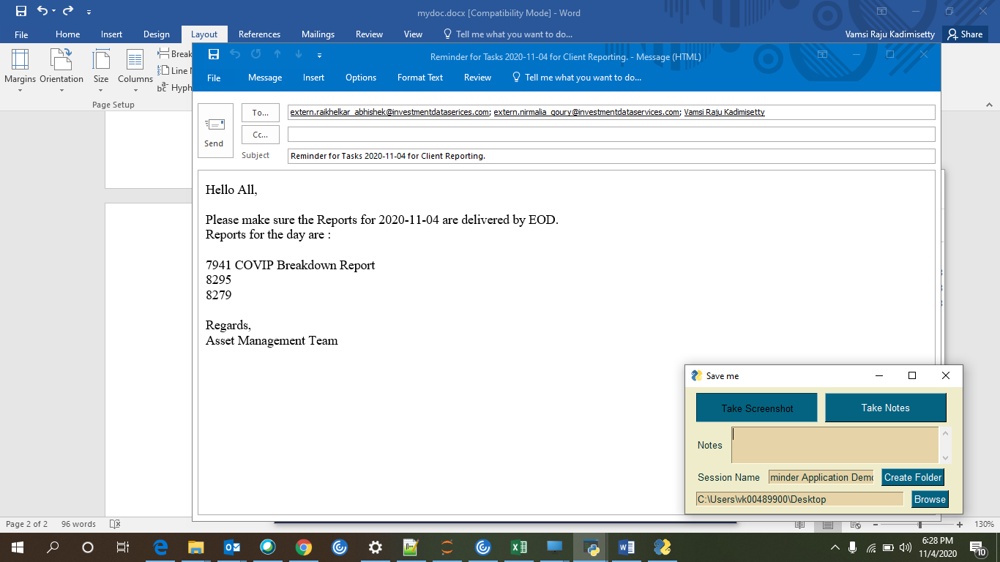 mydoc.docx [Compatibility Mode] - Word
File Home Insert Design Layout References Mailings Review View Tell me what you want to do... Vamsi Raju Kadimisetty Share
Margins Orientation Size Columns
Break
Line N
Hyph
Page Setup
Reminder for Tasks 2020-11-04 for Client Reporting. - Message (HTML)
File Message Insert Options Format Text Review Tell me what you want to do...
Send
To... extern.raikhelkar_abhishek@investmentdataserices.com; extern.nirmalia_goury@investmentdataservices.com; Vamsi Raju Kadimisetty
Cc...
Subject Reminder for Tasks 2020-11-04 for Client Reporting.
Hello All,
Please make sure the Reports for 2020-11-04 are delivered by EOD.
Reports for the day are :
7941 COVIP Breakdown Report
8295
8279
Regards,
Asset Management Team
Save me
Take Screenshot Take Notes
Notes
Session Name minder Application Demo Create Folder
C:\Users\vk00489900\Desktop Browse
Page 2 of 2 96 words 130%
6:28 PM
11/4/2020
10